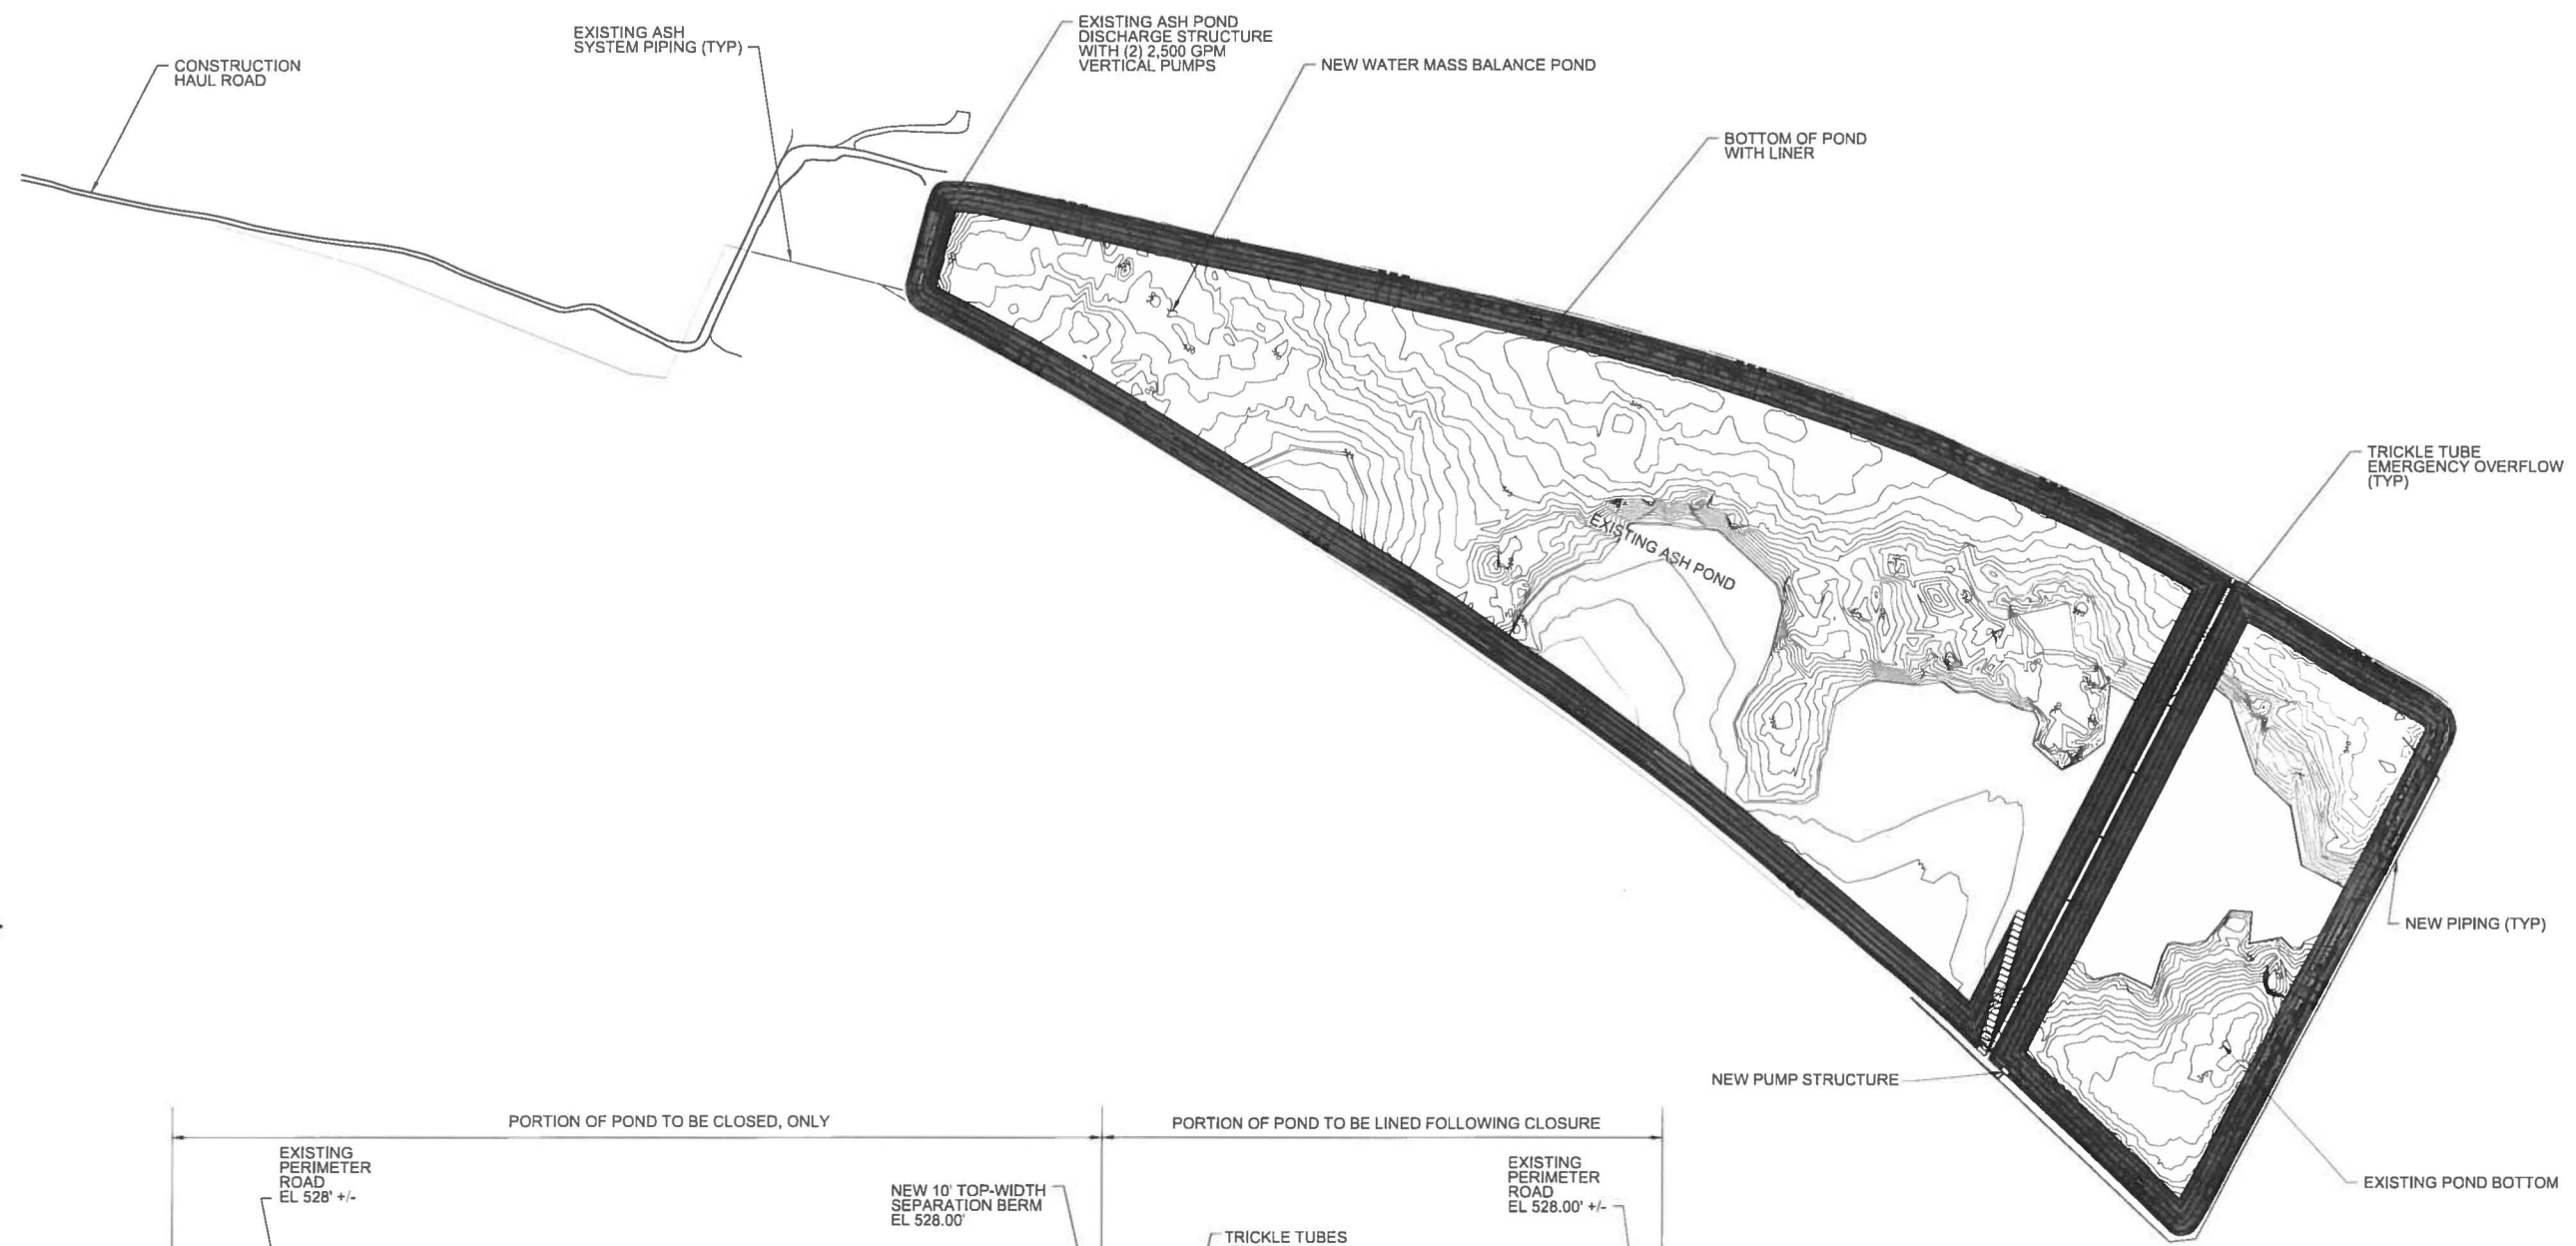 EXISTING ASH
SYSTEM PIPING (TYP)
EXISTING ASH POND
DISCHARGE STRUCTURE
WITH (2) 2,500 GPM
VERTICAL PUMPS
CONSTRUCTION
HAUL ROAD
NEW WATER MASS BALANCE POND
BOTTOM OF POND
WITH LINER
TRICKLE TUBE
EMERGENCY OVERFLOW
(TYP)
EXISTING ASH POND
NEW PIPING (TYP)
NEW PUMP STRUCTURE
EXISTING POND BOTTOM
PORTION OF POND TO BE CLOSED, ONLY
PORTION OF POND TO BE LINED FOLLOWING CLOSURE
EXISTING
PERIMETER
ROAD
EL 528' +/-
NEW 10' TOP-WIDTH
SEPARATION BERM
EL 528.00'
EXISTING
PERIMETER
ROAD
EL 528.00' +/-
TRICKLE TUBES